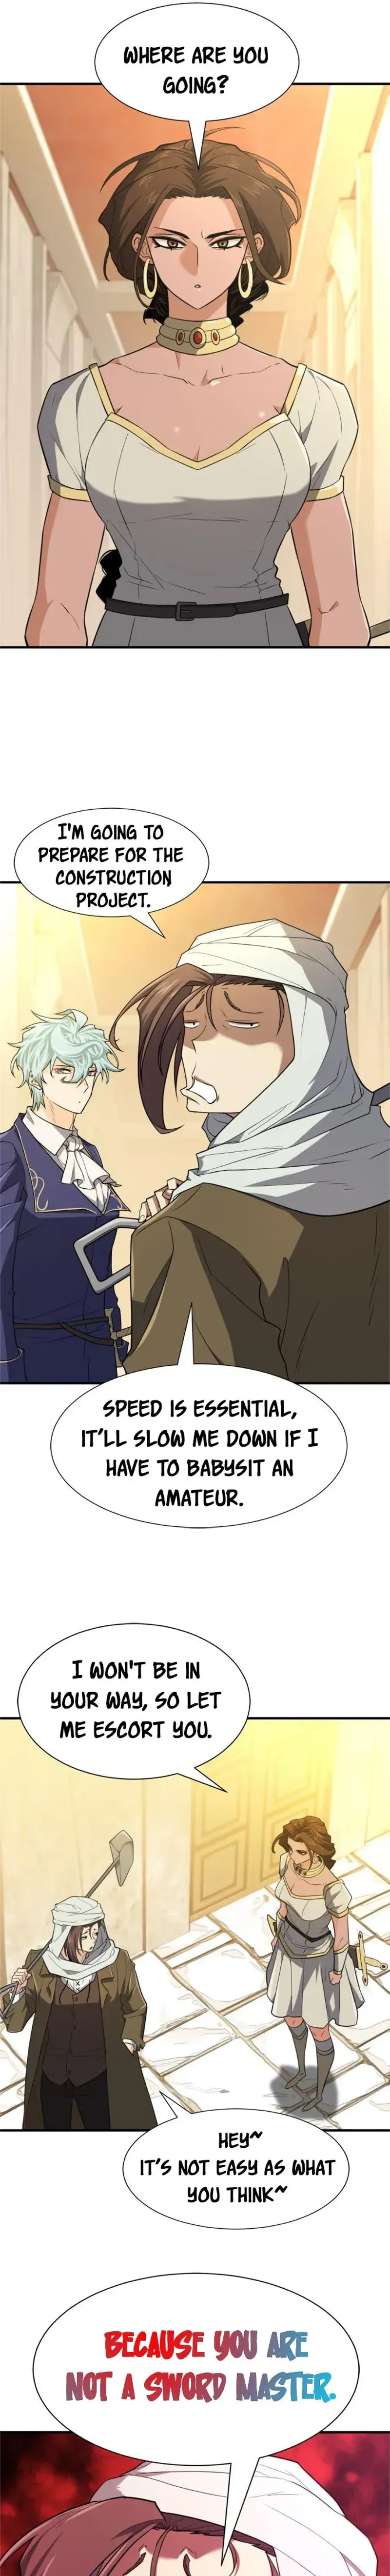 WHERE ARE YOU
GOING?
I'M GOING TO
PREPARE FOR THE
CONSTRUCTION
PROJECT.
SPEED IS ESSENTIAL,
IT'LL SLOW ME DOWN IF I
HAVE TO BABYSIT AN
AMATEUR.
I WON'T BE IN
YOUR WAY, SO LET
ME ESCORT YOU.
HEY~
IT'S NOT EASY AS WHAT
YOU THINK~
BECAUSE YOU ARE
NOT A SWORD MASTER.